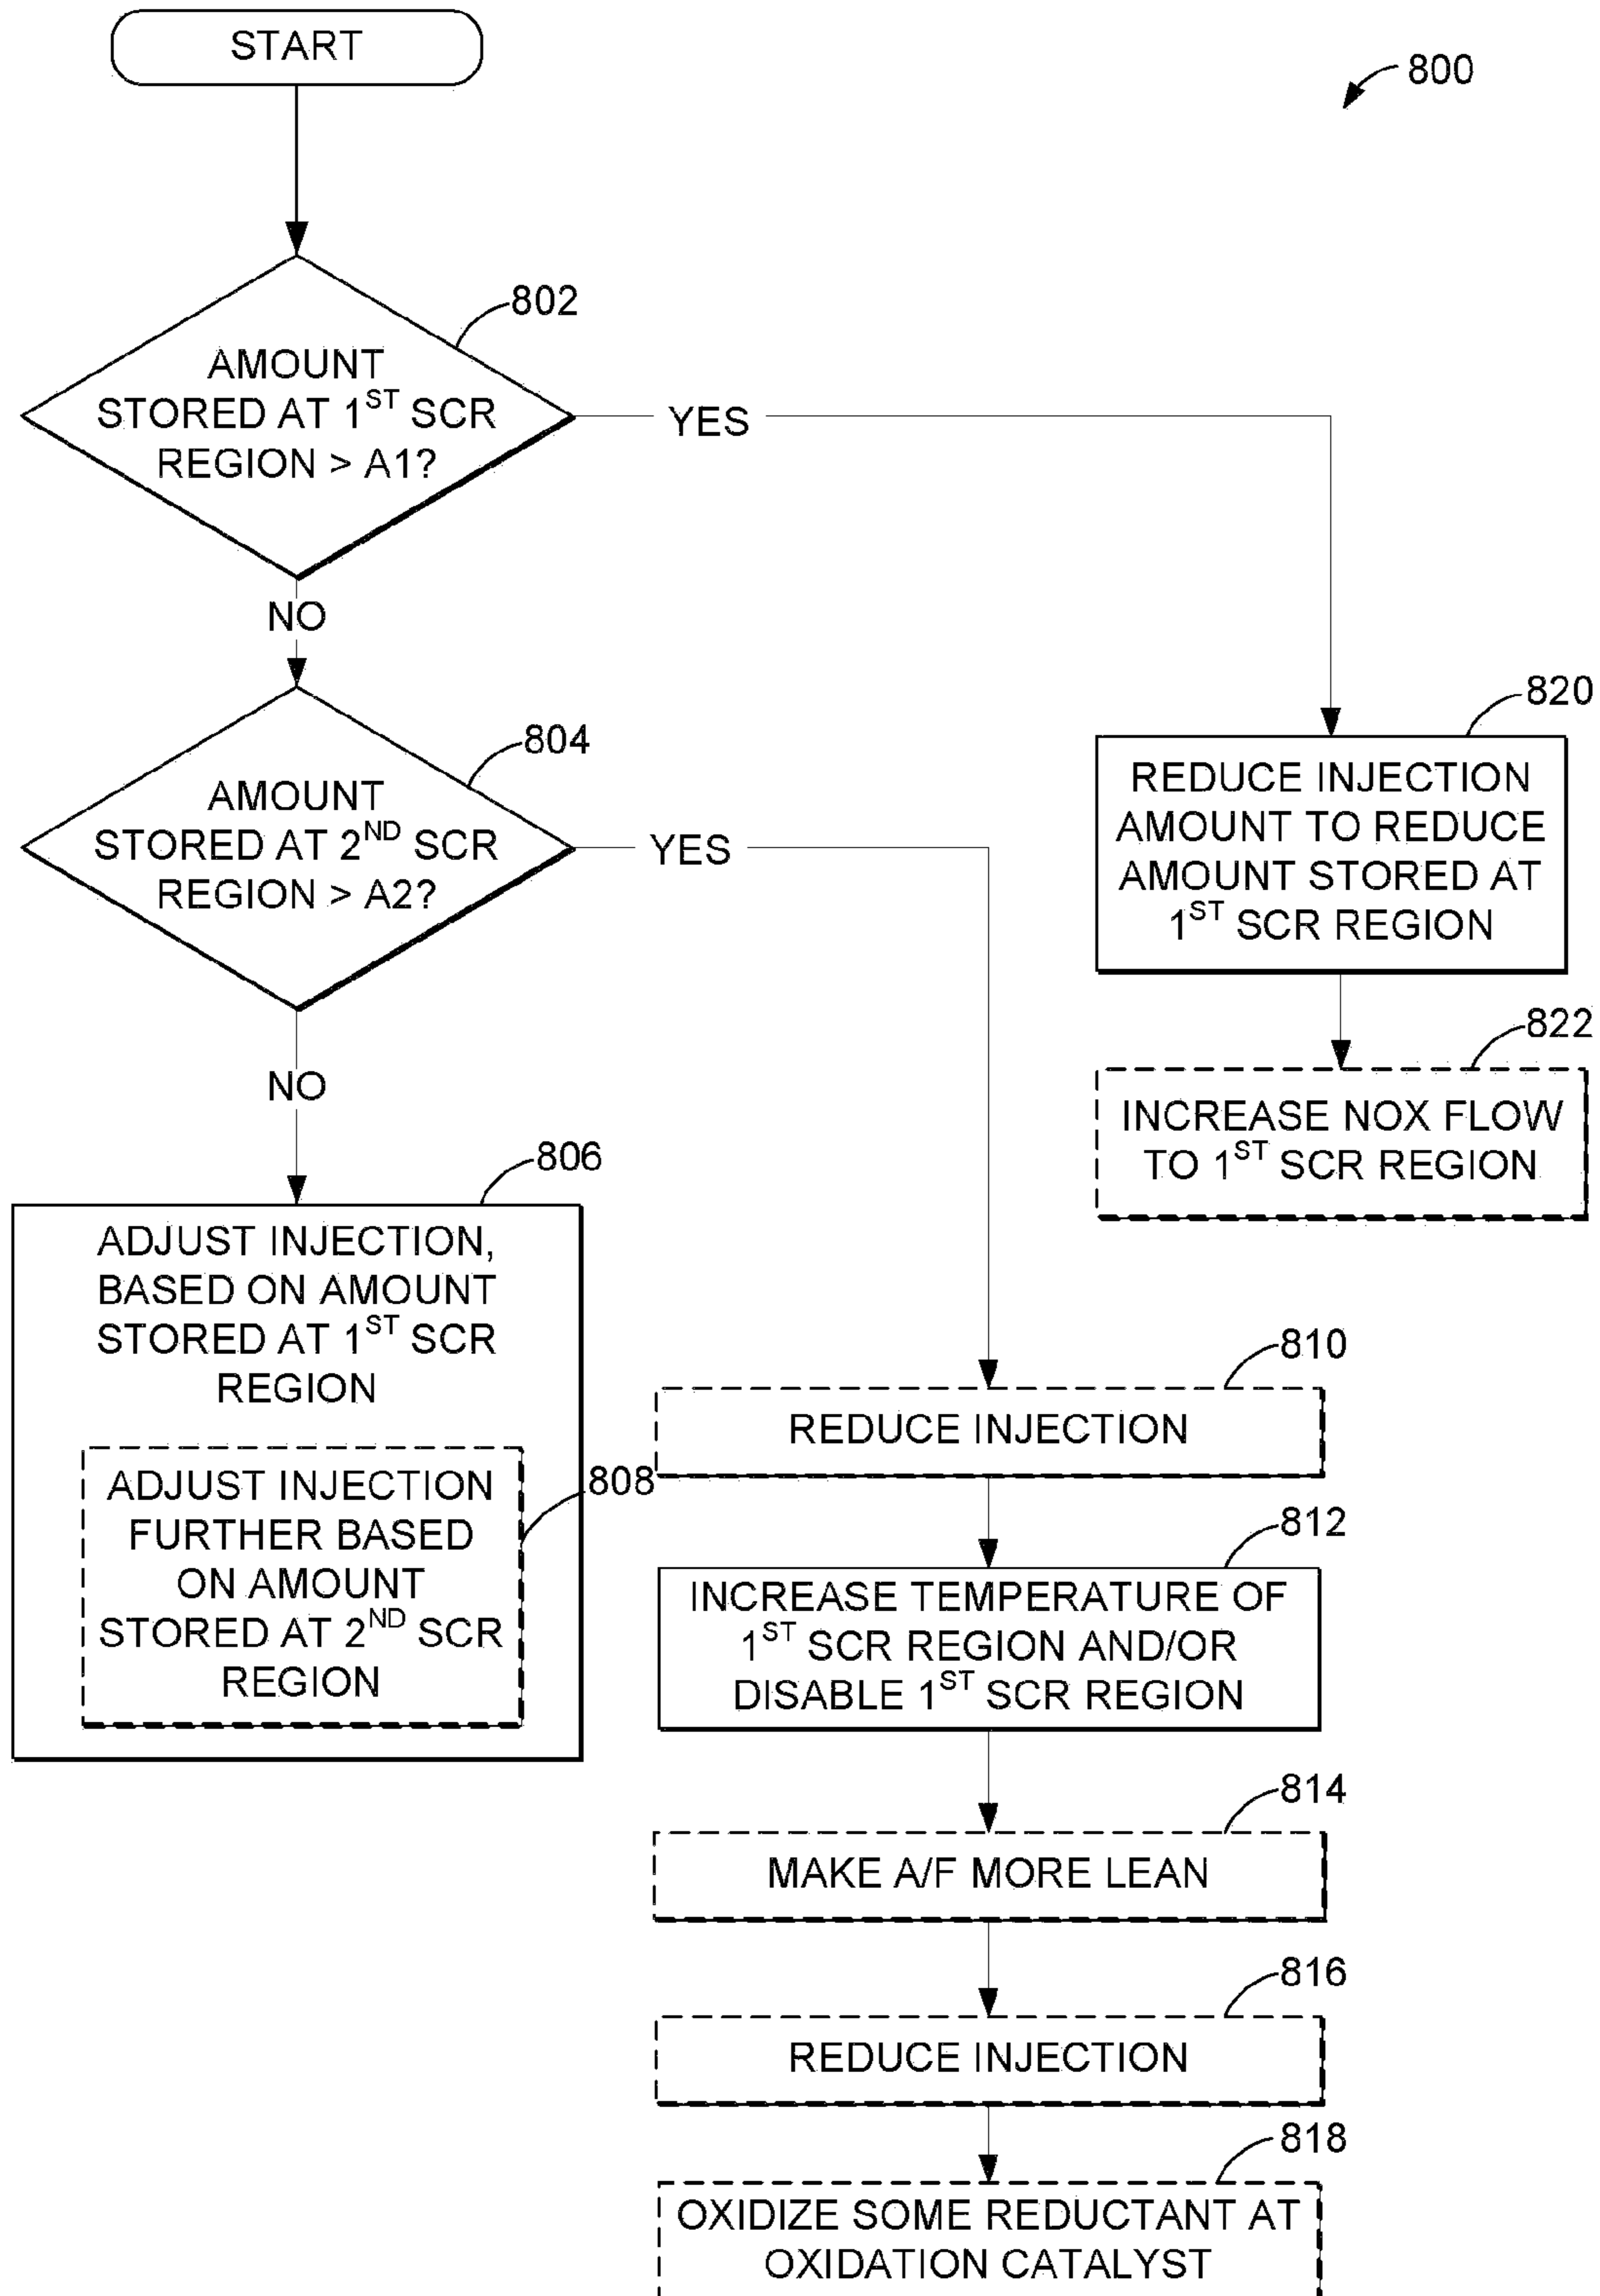 START
800
802
AMOUNT
STORED AT 1ST SCR
REGION > A1?
YES
NO
804
AMOUNT
STORED AT 2ND SCR
REGION > A2?
YES
NO
820
REDUCE INJECTION
AMOUNT TO REDUCE
AMOUNT STORED AT
1ST SCR REGION
822
INCREASE NOX FLOW
TO 1ST SCR REGION
806
ADJUST INJECTION,
BASED ON AMOUNT
STORED AT 1ST SCR
REGION
808
ADJUST INJECTION
FURTHER BASED
ON AMOUNT
STORED AT 2ND SCR
REGION
810
REDUCE INJECTION
812
INCREASE TEMPERATURE OF
1ST SCR REGION AND/OR
DISABLE 1ST SCR REGION
814
MAKE A/F MORE LEAN
816
REDUCE INJECTION
818
OXIDIZE SOME REDUCTANT AT
OXIDATION CATALYST